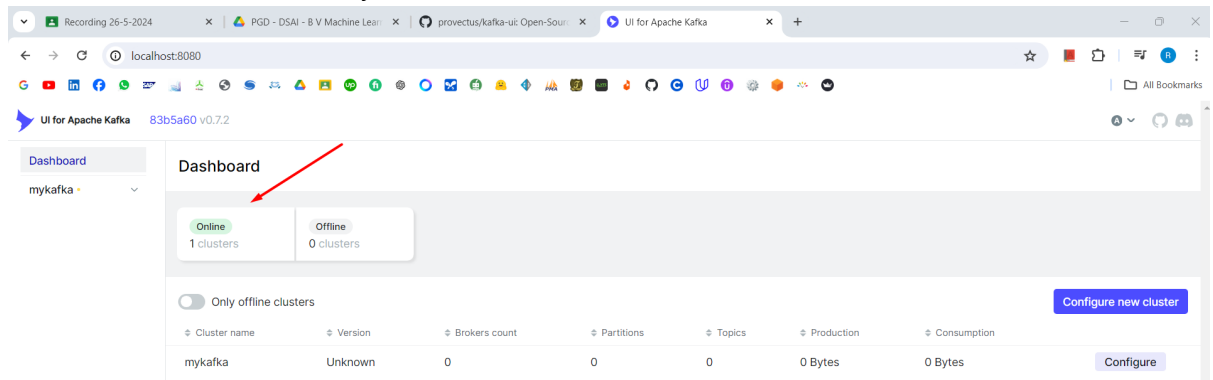 Recording 26-5-2024
PGD - DSAI - B V Machine Learn
provectus/kafka-ui: Open-Sour
UI for Apache Kafka
localhost:8080
All Bookmarks
UI for Apache Kafka 83b5a60 v0.7.2
Dashboard
mykafka
Dashboard
Online
1 clusters
Offline
0 clusters
Only offline clusters
Configure new cluster
Cluster name Version Brokers count Partitions Topics Production Consumption
mykafka Unknown 0 0 0 0 Bytes 0 Bytes Configure